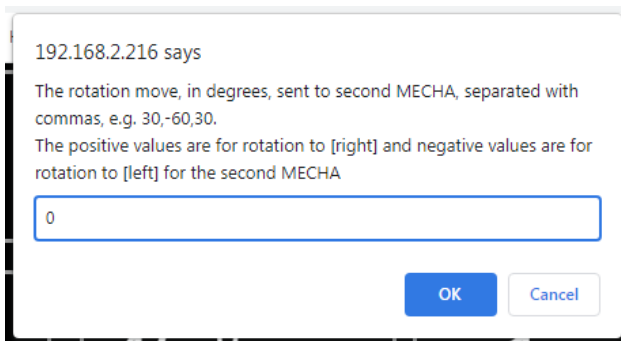 192.168.2.216 says
The rotation move, in degrees, sent to second MECHA, separated with
commas, e.g. 30,-60,30.
The positive values are for rotation to [right] and negative values are for
rotation to [left] for the second MECHA
0
OK Cancel